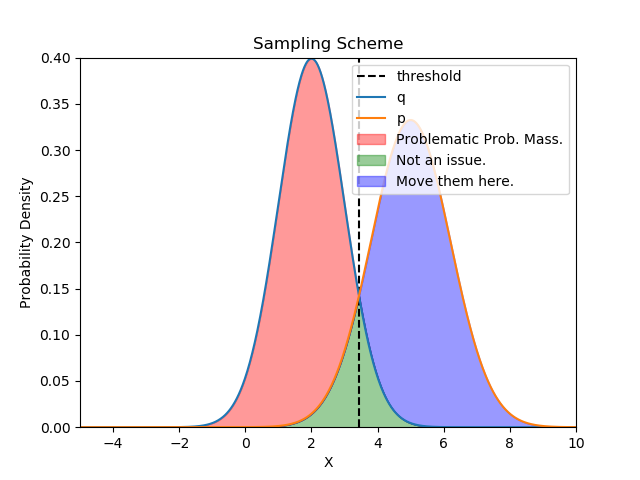 Sampling Scheme
0.40
0.35
0.30
0.25
0.20
0.15
0.10
0.05
0.00
Probability Density
threshold
q
p
Problematic Prob. Mass.
Not an issue.
Move them here.
−4 −2 0 2 4 6 8 10
X